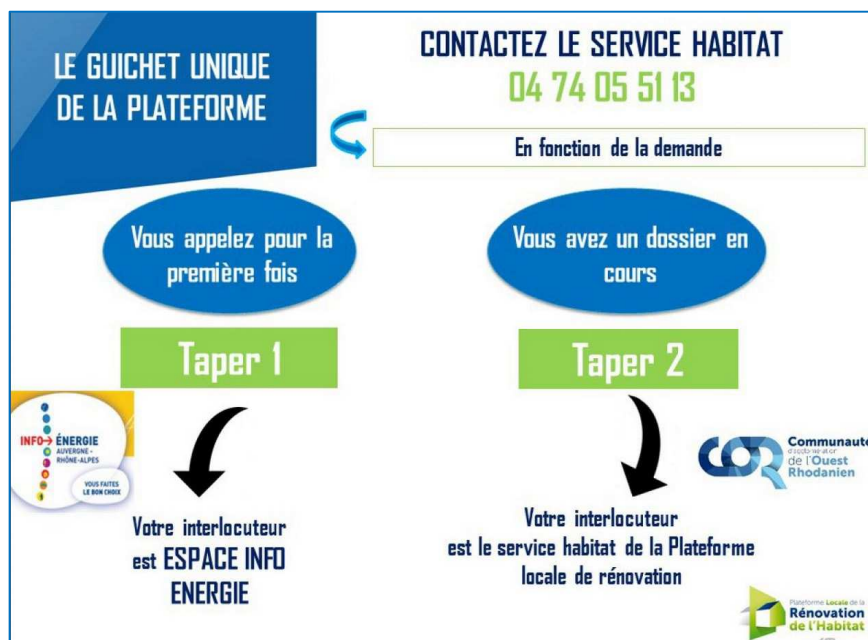 LE GUICHET UNIQUE
DE LA PLATEFORME
CONTACTEZ LE SERVICE HABITAT
04 74 05 51 13
En fonction de la demande
Vous appelez pour la
première fois
Vous avez un dossier en
cours
Taper 1
Taper 2
INFO→ ÉNERGIE
AUVERGNE-
RHÔNE-ALPES
VOUS FAITES
LE BON CHOIX
COR
Communauté
d'agglomération
de l'Ouest
Rhodanien
Votre interlocuteur
est ESPACE INFO
ENERGIE
Votre interlocuteur
est le service habitat de la Plateforme
locale de rénovation
Plateforme Locale de la
Rénovation
de l'Habitat